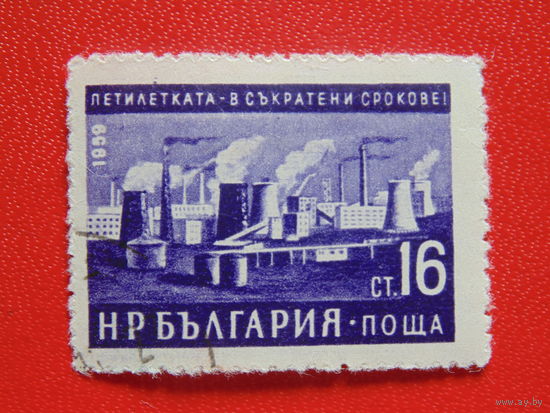 ПЕТИЛЕТКАТА - В СЪКРАТЕНИ СРОКОВЕ!
1959
СТ. 16
НР БЪЛГАРИЯ · ПОЩА
www.ay.by